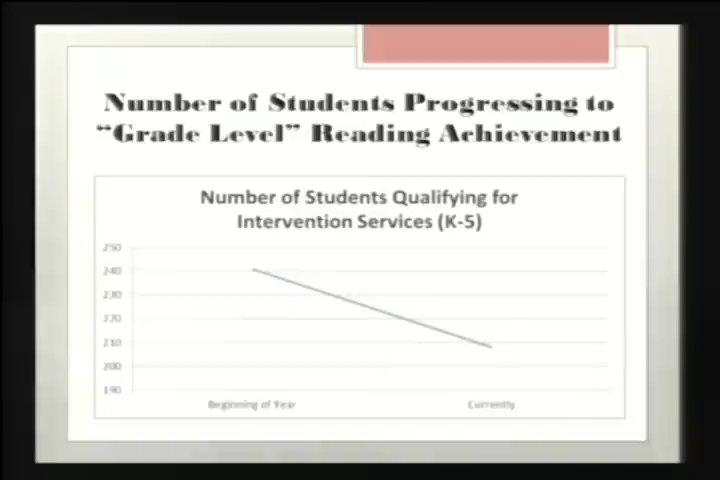 Number of Students Progressing to
“Grade Level” Reading Achievement
Number of Students Qualifying for
Intervention Services (K-5)
250
240
230
220
210
200
190
Beginning of Year
Currently